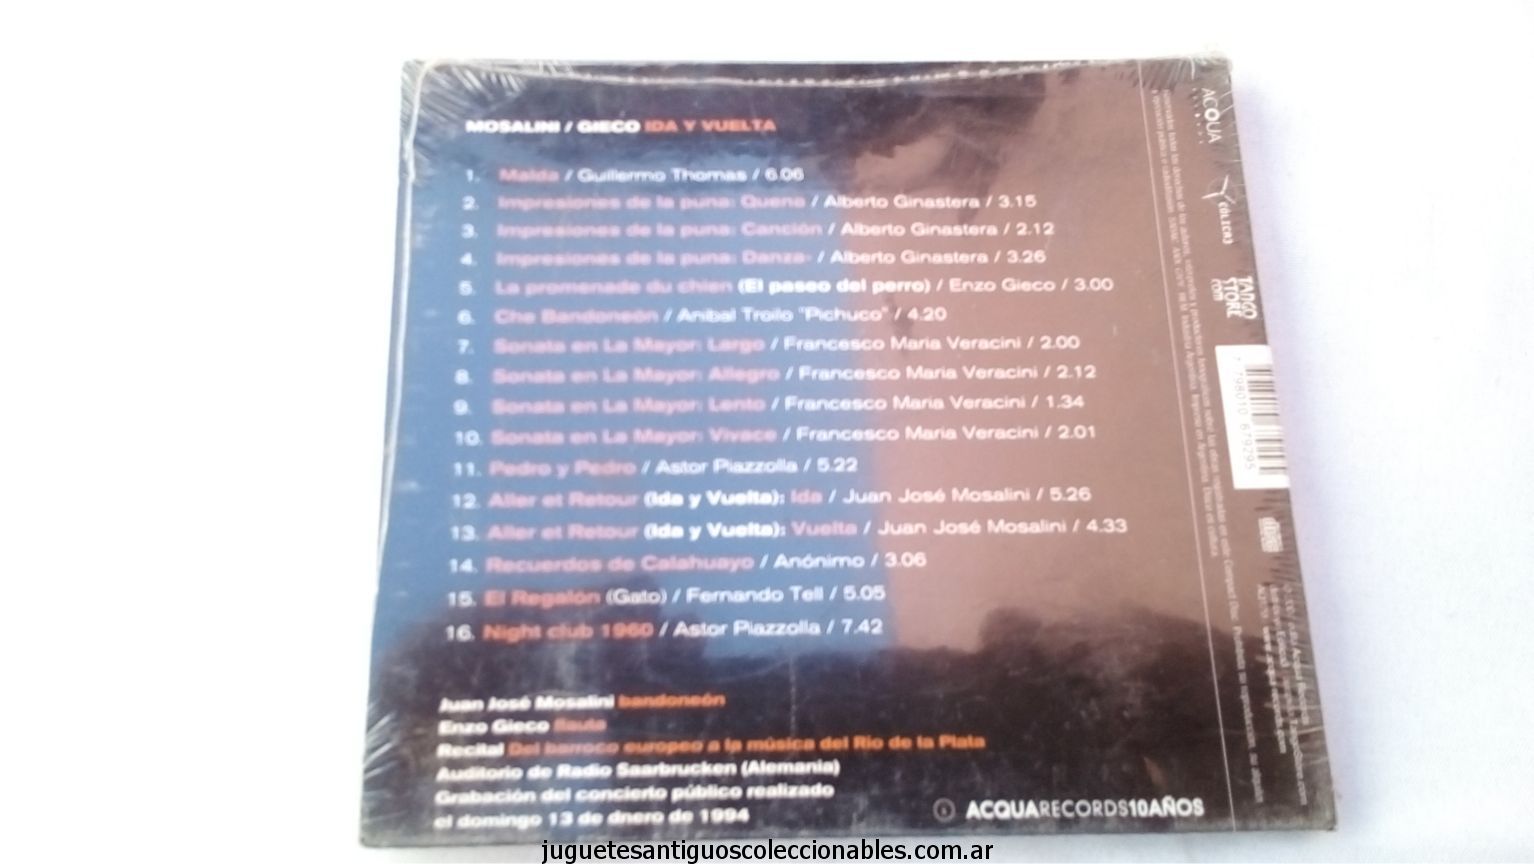 MOSALINI / GIECO IDA Y VUELTA
1. Malda / Guillermo Thomas / 6.06
2. Impresiones de la puna: Quena / Alberto Ginastera / 3.15
3. Impresiones de la puna: Canción / Alberto Ginastera / 2.12
4. Impresiones de la puna: Danza- / Alberto Ginastera / 3.26
5. La promenade du chien (El paseo del perro) / Enzo Gieco / 3.00
6. Che Bandoneón / Anibal Troilo "Pichuco" / 4.20
7. Sonata en La Mayor: Largo / Francesco Maria Veracini / 2.00
8. Sonata en La Mayor: Allegro / Francesco Maria Veracini / 2.12
9. Sonata en La Mayor: Lento / Francesco Maria Veracini / 1.34
10. Sonata en La Mayor: Vivace / Francesco Maria Veracini / 2.01
11. Pedro y Pedro / Astor Piazzolla / 5.22
12. Aller et Retour (Ida y Vuelta): Ida / Juan José Mosalini / 5.26
13. Aller et Retour (Ida y Vuelta): Vuelta / Juan José Mosalini / 4.33
14. Recuerdos de Calahuayo / Anónimo / 3.06
15. El Regalón (Gato) / Fernando Tell / 5.05
16. Night club 1960 / Astor Piazzolla / 7.42
Juan José Mosalini bandoneón
Enzo Gieco flauta
Recital Del barroco europeo a la música del Rio de la Plata
Auditorio de Radio Saarbrucken (Alemania)
Grabación del concierto público realizado
el domingo 13 de dnero de 1994
ACQUARECORDS10AÑOS
ACQUA
CÓLICAS
TANGO
STORE
.com
7 798010 679295
juguetesantiguoscoleccionables.com.ar